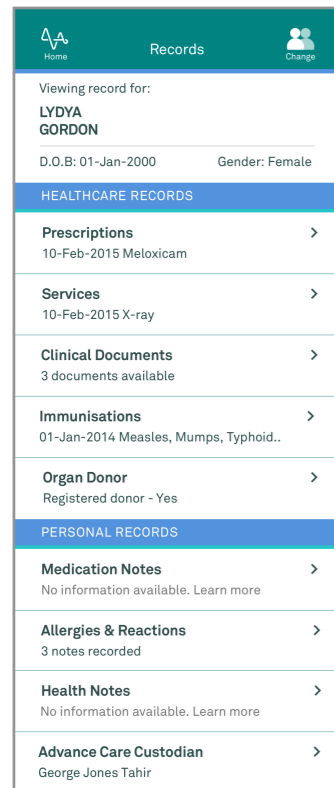 Home
Records
Change
Viewing record for:
LYDYA
GORDON
D.O.B: 01-Jan-2000 Gender: Female
HEALTHCARE RECORDS
Prescriptions
10-Feb-2015 Meloxicam
Services
10-Feb-2015 X-ray
Clinical Documents
3 documents available
Immunisations
01-Jan-2014 Measles, Mumps, Typhoid..
Organ Donor
Registered donor - Yes
PERSONAL RECORDS
Medication Notes
No information available. Learn more
Allergies & Reactions
3 notes recorded
Health Notes
No information available. Learn more
Advance Care Custodian
George Jones Tahir